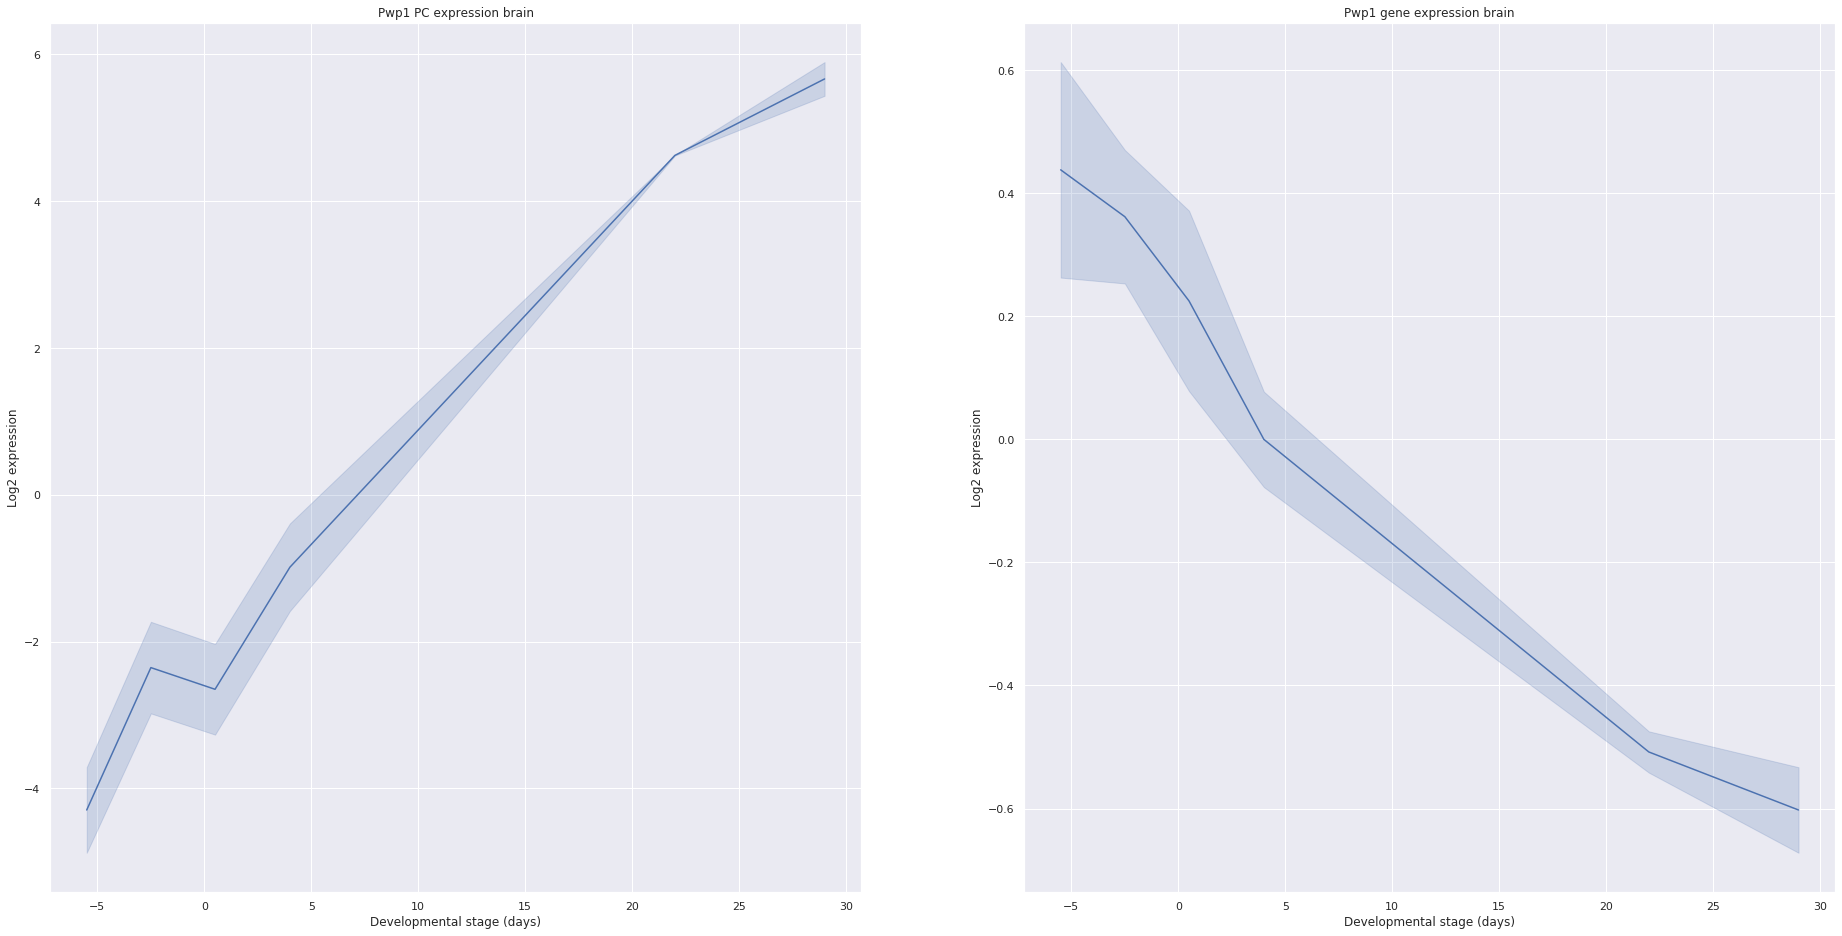 Pwp1 PC expression brain
6
4
2
0
−2
−4
Log2 expression
−5 0 5 10 15 20 25 30
Developmental stage (days)
Pwp1 gene expression brain
0.6
0.4
0.2
0.0
−0.2
−0.4
−0.6
Log2 expression
−5 0 5 10 15 20 25 30
Developmental stage (days)